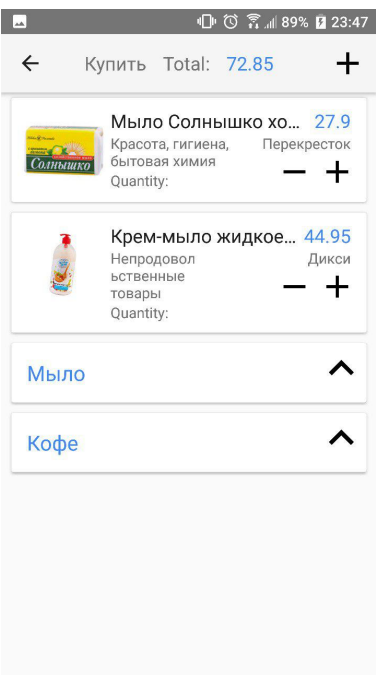 89% 23:47
Купить Total: 72.85
Мыло Солнышко хо... 27.9
Красота, гигиена, Перекресток
бытовая химия
Quantity:
Солнышко
Крем-мыло жидкое... 44.95
Непродовол Дикси
ьственные
товары
Quantity:
Мыло
Кофе